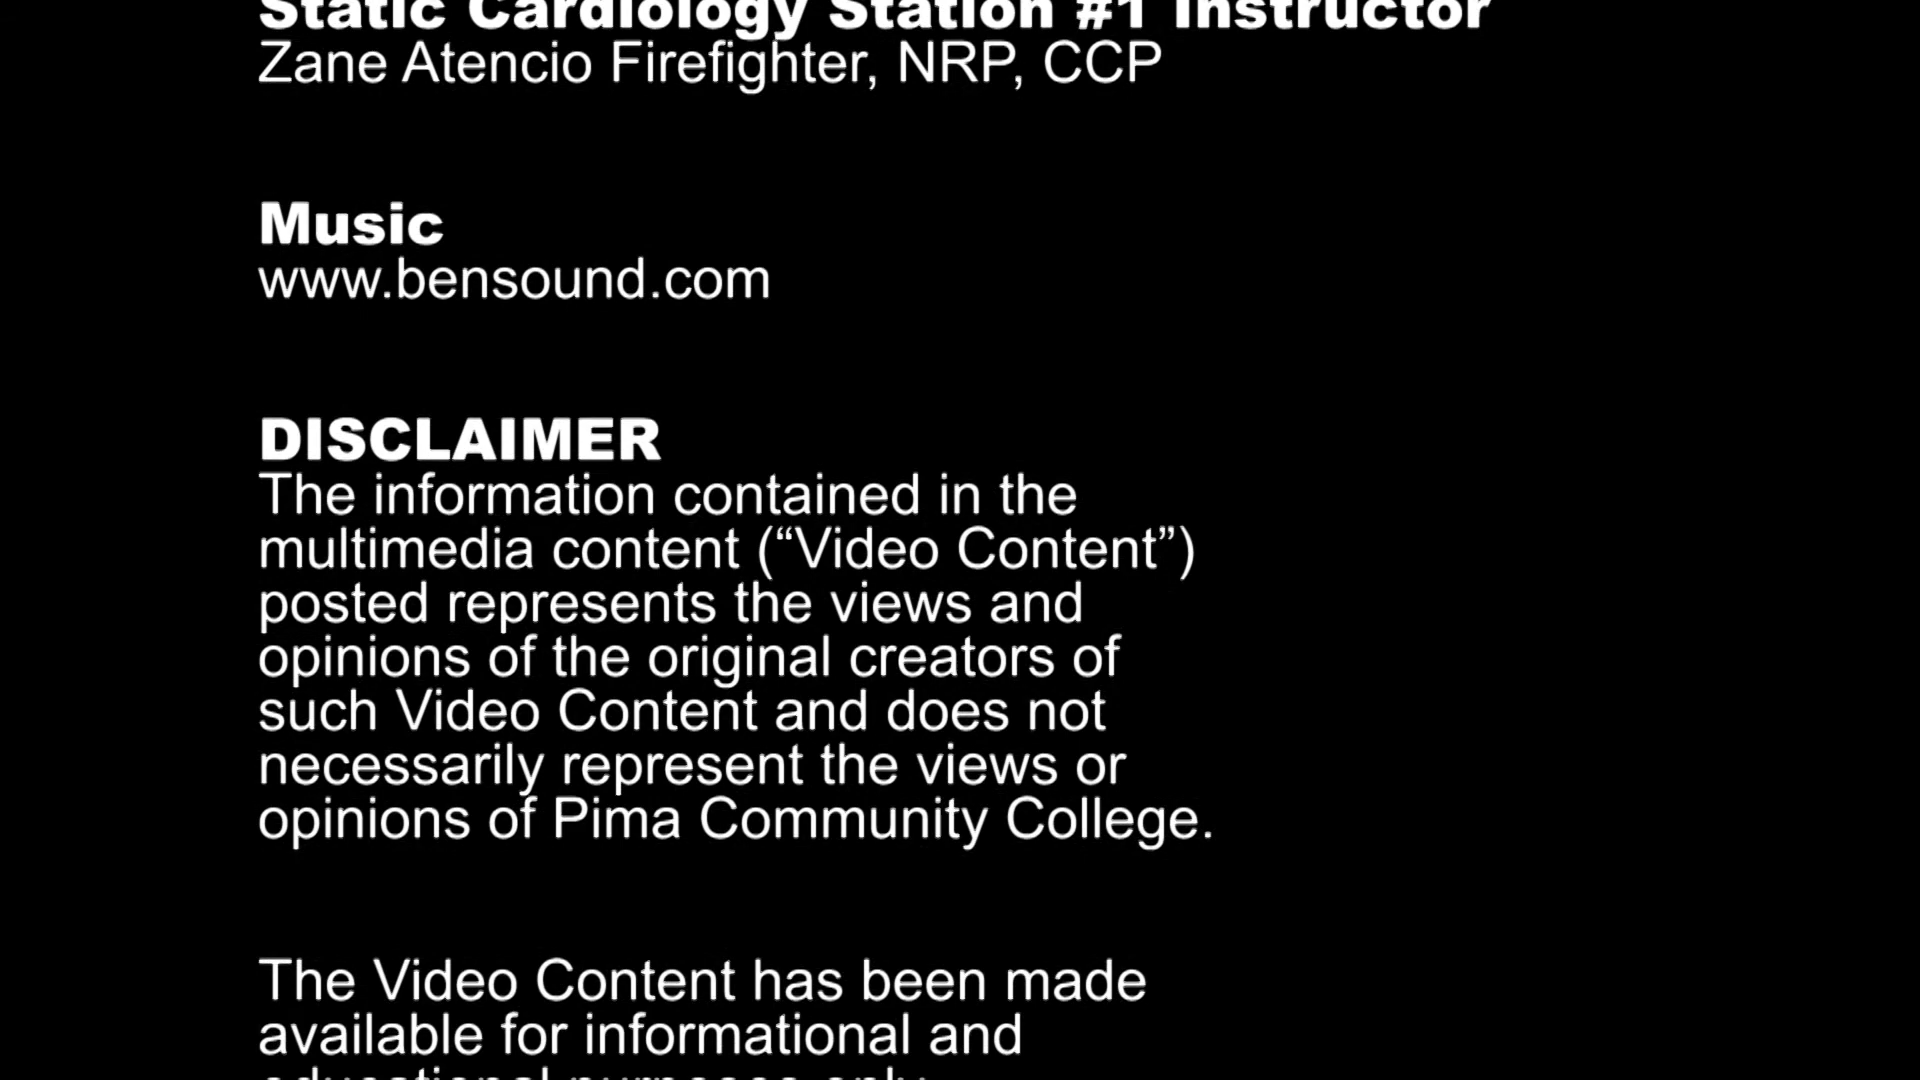 Static Cardiology Station #1 Instructor
Zane Atencio Firefighter, NRP, CCP
Music
www.bensound.com
DISCLAIMER
The information contained in the
multimedia content (“Video Content”)
posted represents the views and
opinions of the original creators of
such Video Content and does not
necessarily represent the views or
opinions of Pima Community College.
The Video Content has been made
available for informational and
educational purposes only.